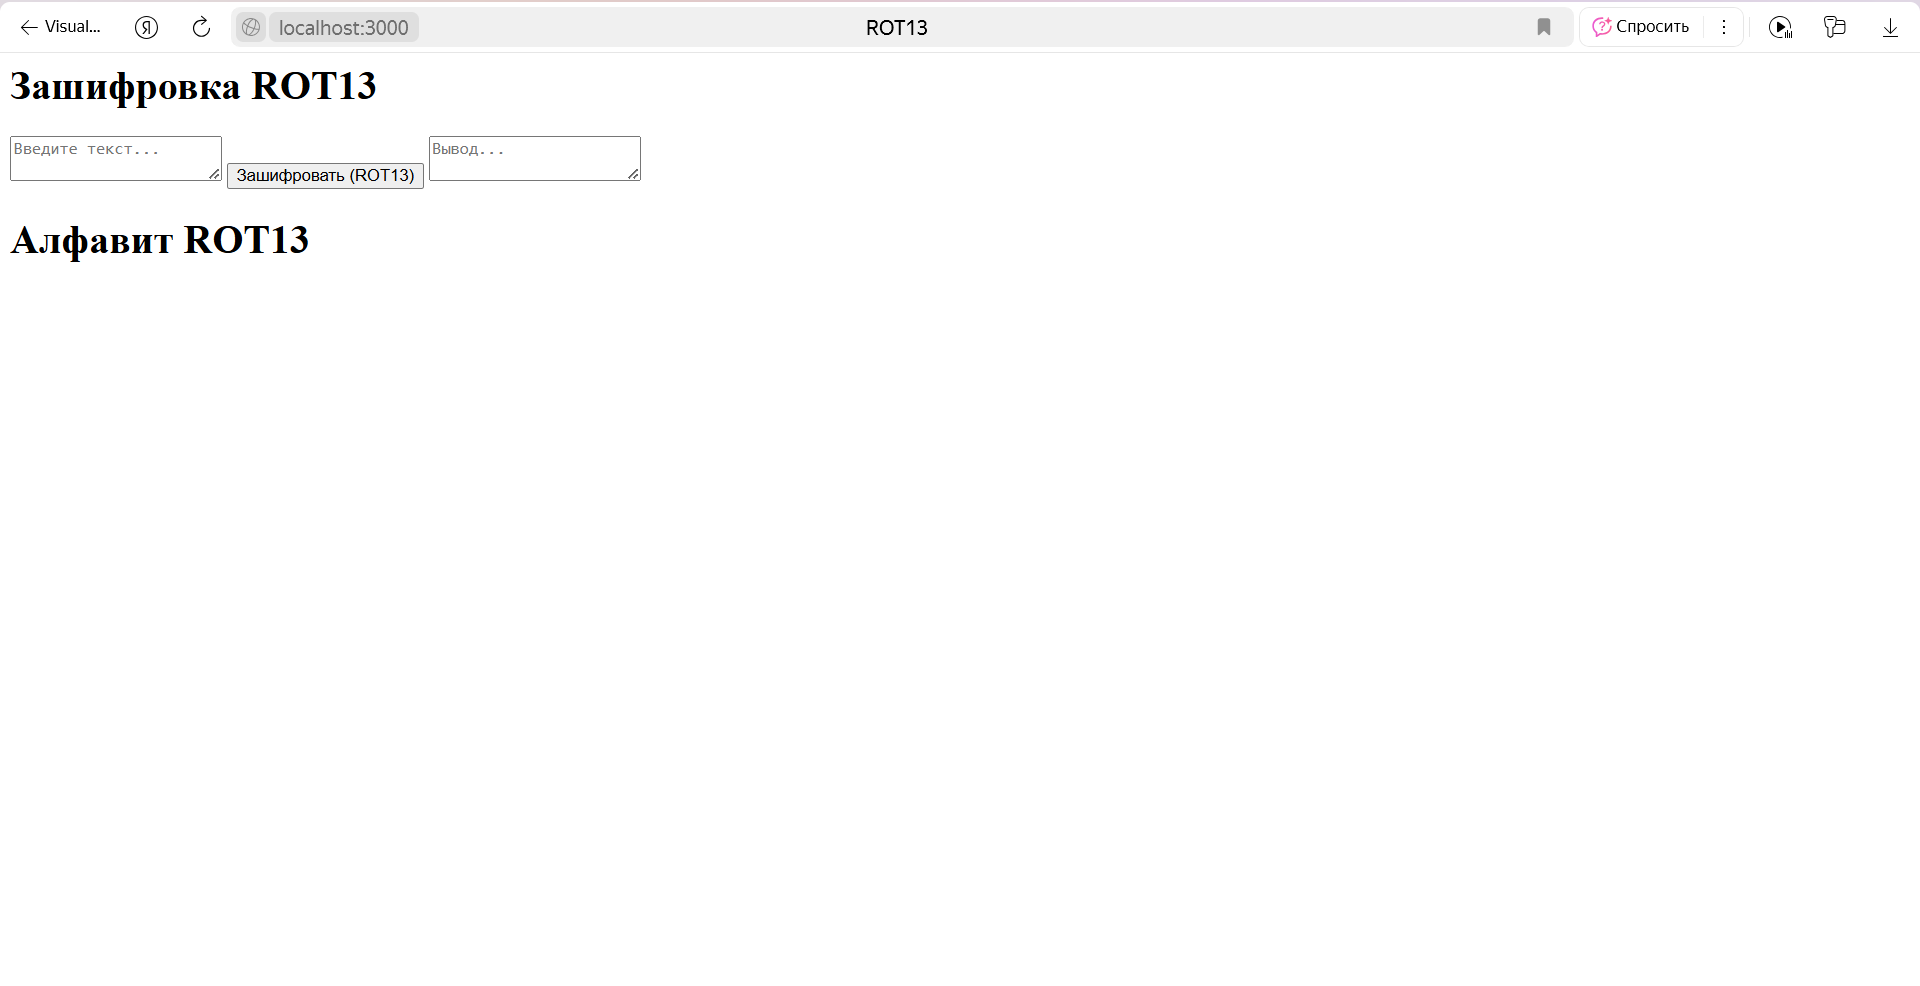 Visual... localhost:3000 ROT13 Спросить
Зашифровка ROT13
Введите текст... Зашифровать (ROT13) Вывод...
Алфавит ROT13